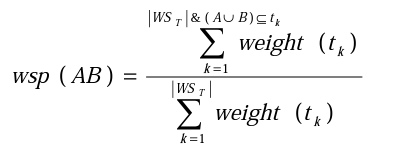 |WS_T| & (A ∪ B) ⊆ t_k
wsp (AB) = ∑ weight (t_k)
k=1
|WS_T|
∑ weight (t_k)
k=1